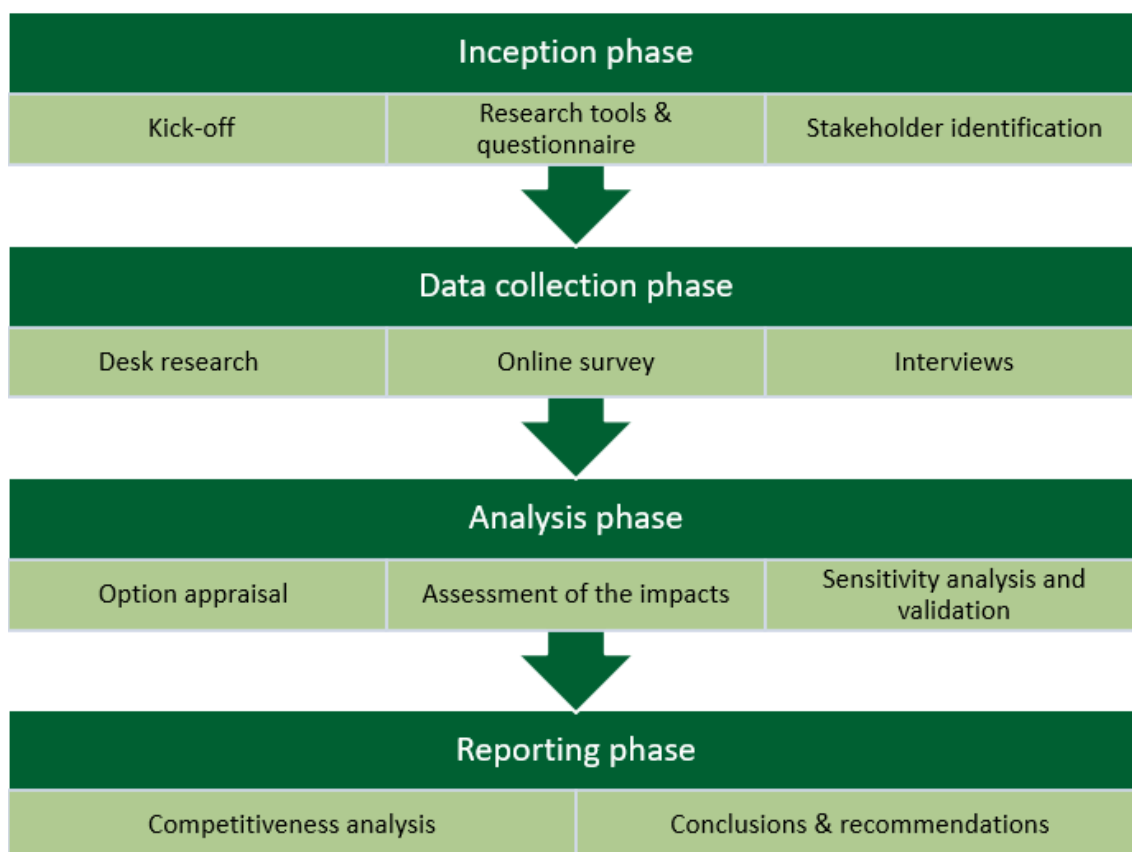 Inception phase
Kick-off
Research tools &
questionnaire
Stakeholder identification
Data collection phase
Desk research
Online survey
Interviews
Analysis phase
Option appraisal
Assessment of the impacts
Sensitivity analysis and
validation
Reporting phase
Competitiveness analysis
Conclusions & recommendations